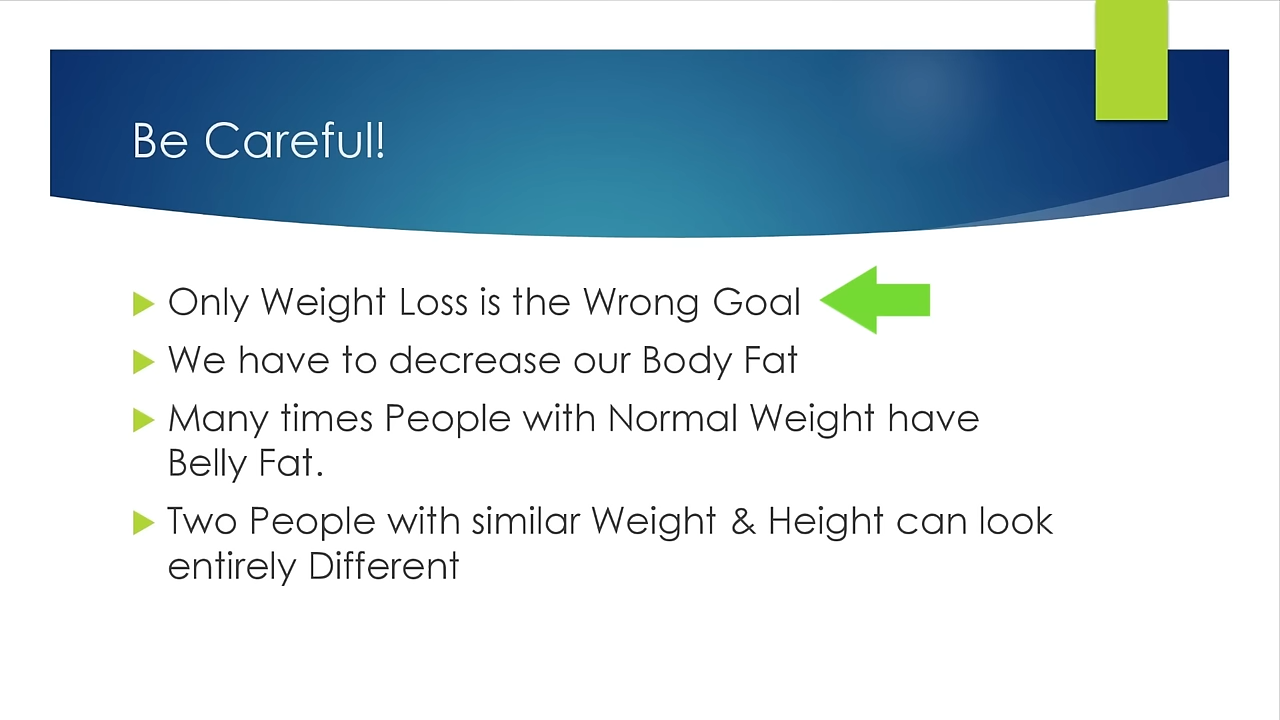 Be Careful!
Only Weight Loss is the Wrong Goal
We have to decrease our Body Fat
Many times People with Normal Weight have
Belly Fat.
Two People with similar Weight & Height can look
entirely Different